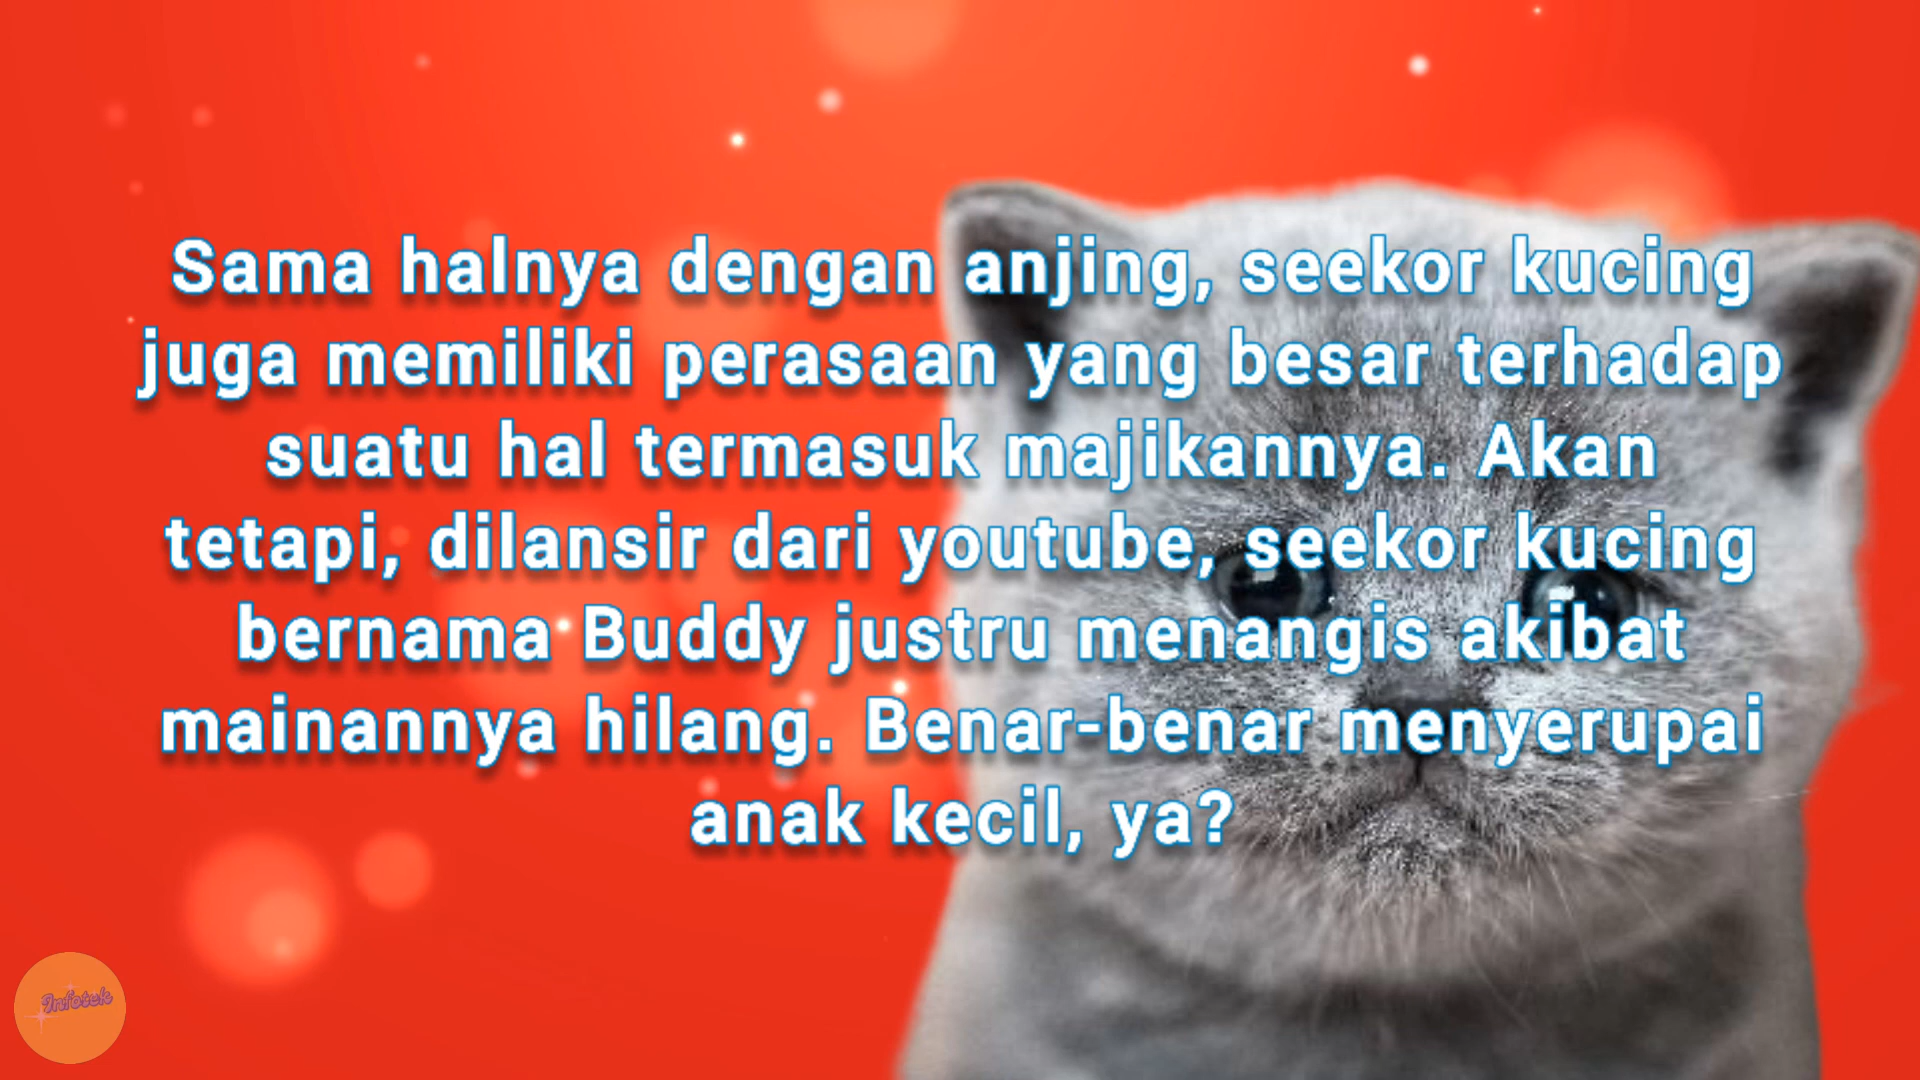 Sama halnya dengan anjing, seekor kucing
juga memiliki perasaan yang besar terhadap
suatu hal termasuk majikannya. Akan
tetapi, dilansir dari youtube, seekor kucing
bernama Buddy justru menangis akibat
mainannya hilang. Benar-benar menyerupai
anak kecil, ya?
Infotek